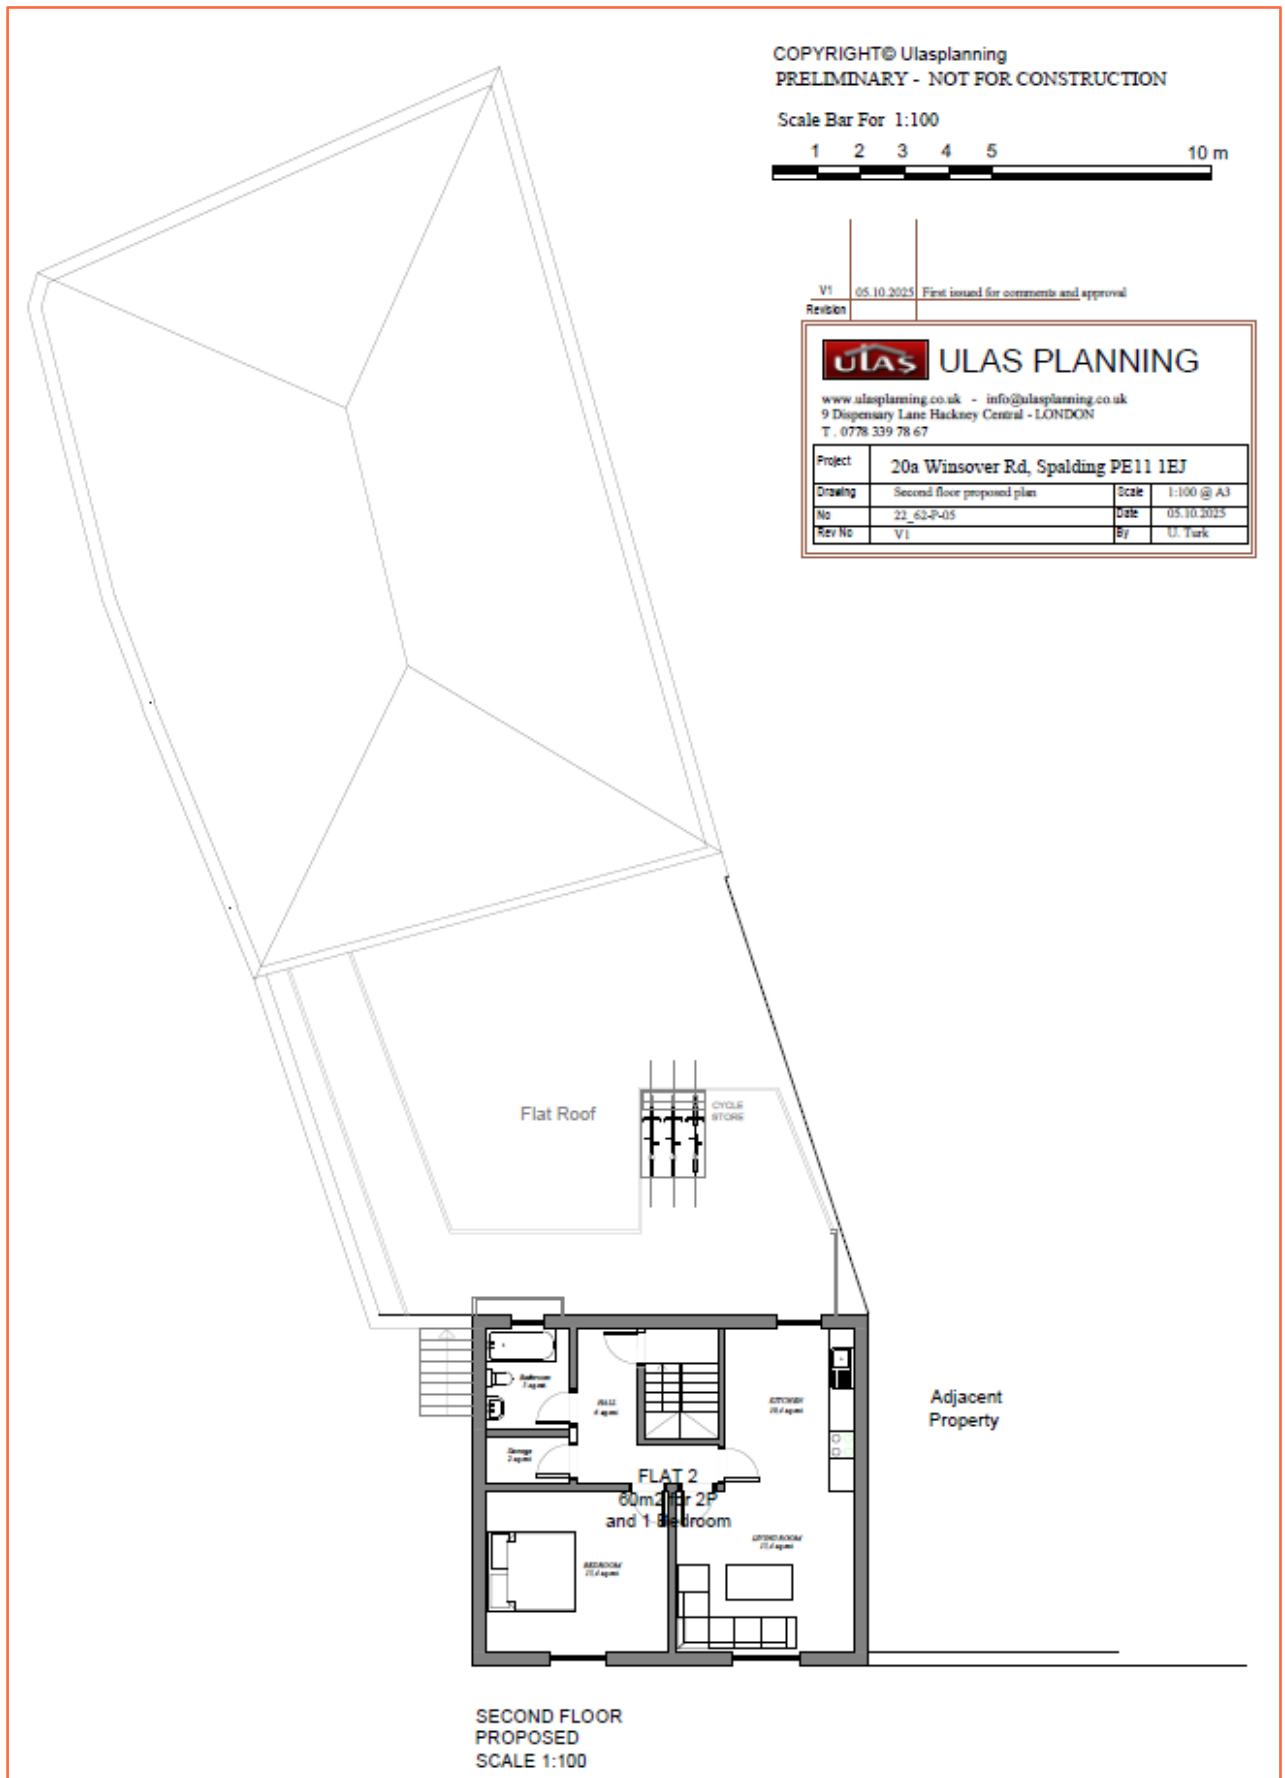 COPYRIGHT© Ulasplanning
PRELIMINARY - NOT FOR CONSTRUCTION
Scale Bar For 1:100
1 2 3 4 5 10 m
V1 05.10.2025 First issued for comments and approval
Revision
ULAŞ ULAS PLANNING
www.ulasplanning.co.uk - info@ulasplanning.co.uk
9 Dispensary Lane Hackney Central - LONDON
T . 0778 339 78 67
Project 20a Winsover Rd, Spalding PE11 1EJ
Drawing Second floor proposed plan Scale 1:100 @ A3
No 22_62-P-05 Date 05.10.2025
Rev No V1 By U. Turk
Flat Roof
CYCLE
STORE
Adjacent
Property
Bathroom
HALL
KITCHEN
Storage
FLAT 2
60m2 for 2P
and 1 Bedroom
LIVING ROOM
BEDROOM
SECOND FLOOR
PROPOSED
SCALE 1:100